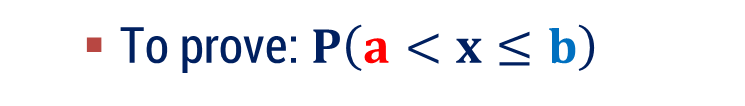 ▪ To prove: P(a < x ≤ b)